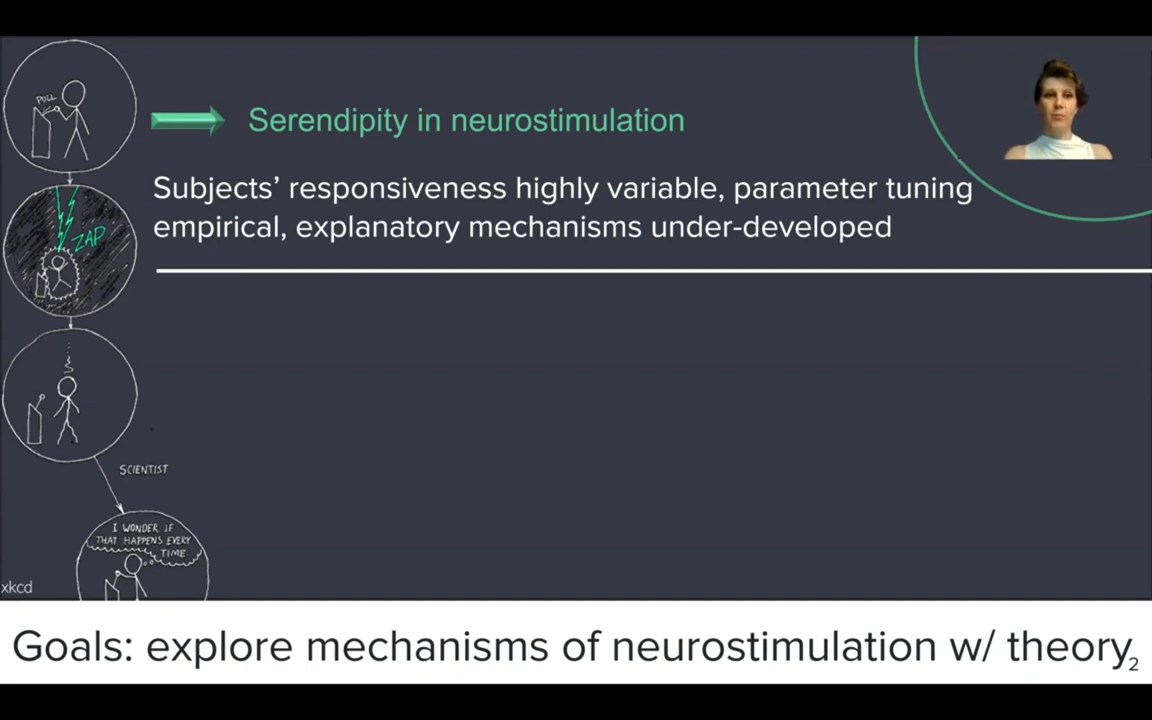 PULL
Serendipity in neurostimulation
Subjects’ responsiveness highly variable, parameter tuning
empirical, explanatory mechanisms under-developed
ZAP
SCIENTIST
I WONDER IF
THAT HAPPENS EVERY
TIME
xkcd
Goals: explore mechanisms of neurostimulation w/ theory
2